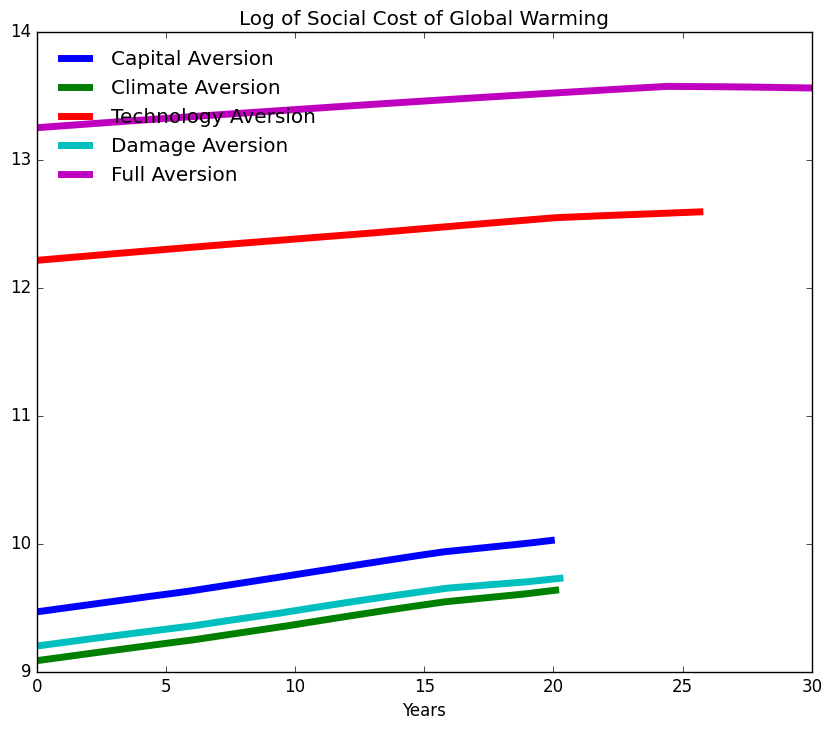 Log of Social Cost of Global Warming
14
13
12
11
10
9
Capital Aversion
Climate Aversion
Technology Aversion
Damage Aversion
Full Aversion
0 5 10 15 20 25 30
Years